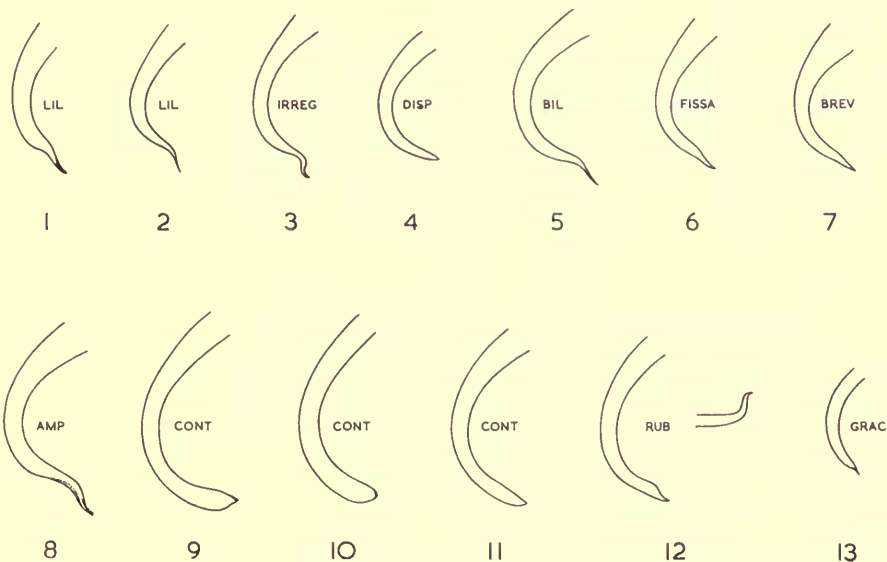 LIL LIL IRREG DISP BIL FISSA BREV
1 2 3 4 5 6 7
AMP CONT CONT CONT RUB GRAC
8 9 10 11 12 13